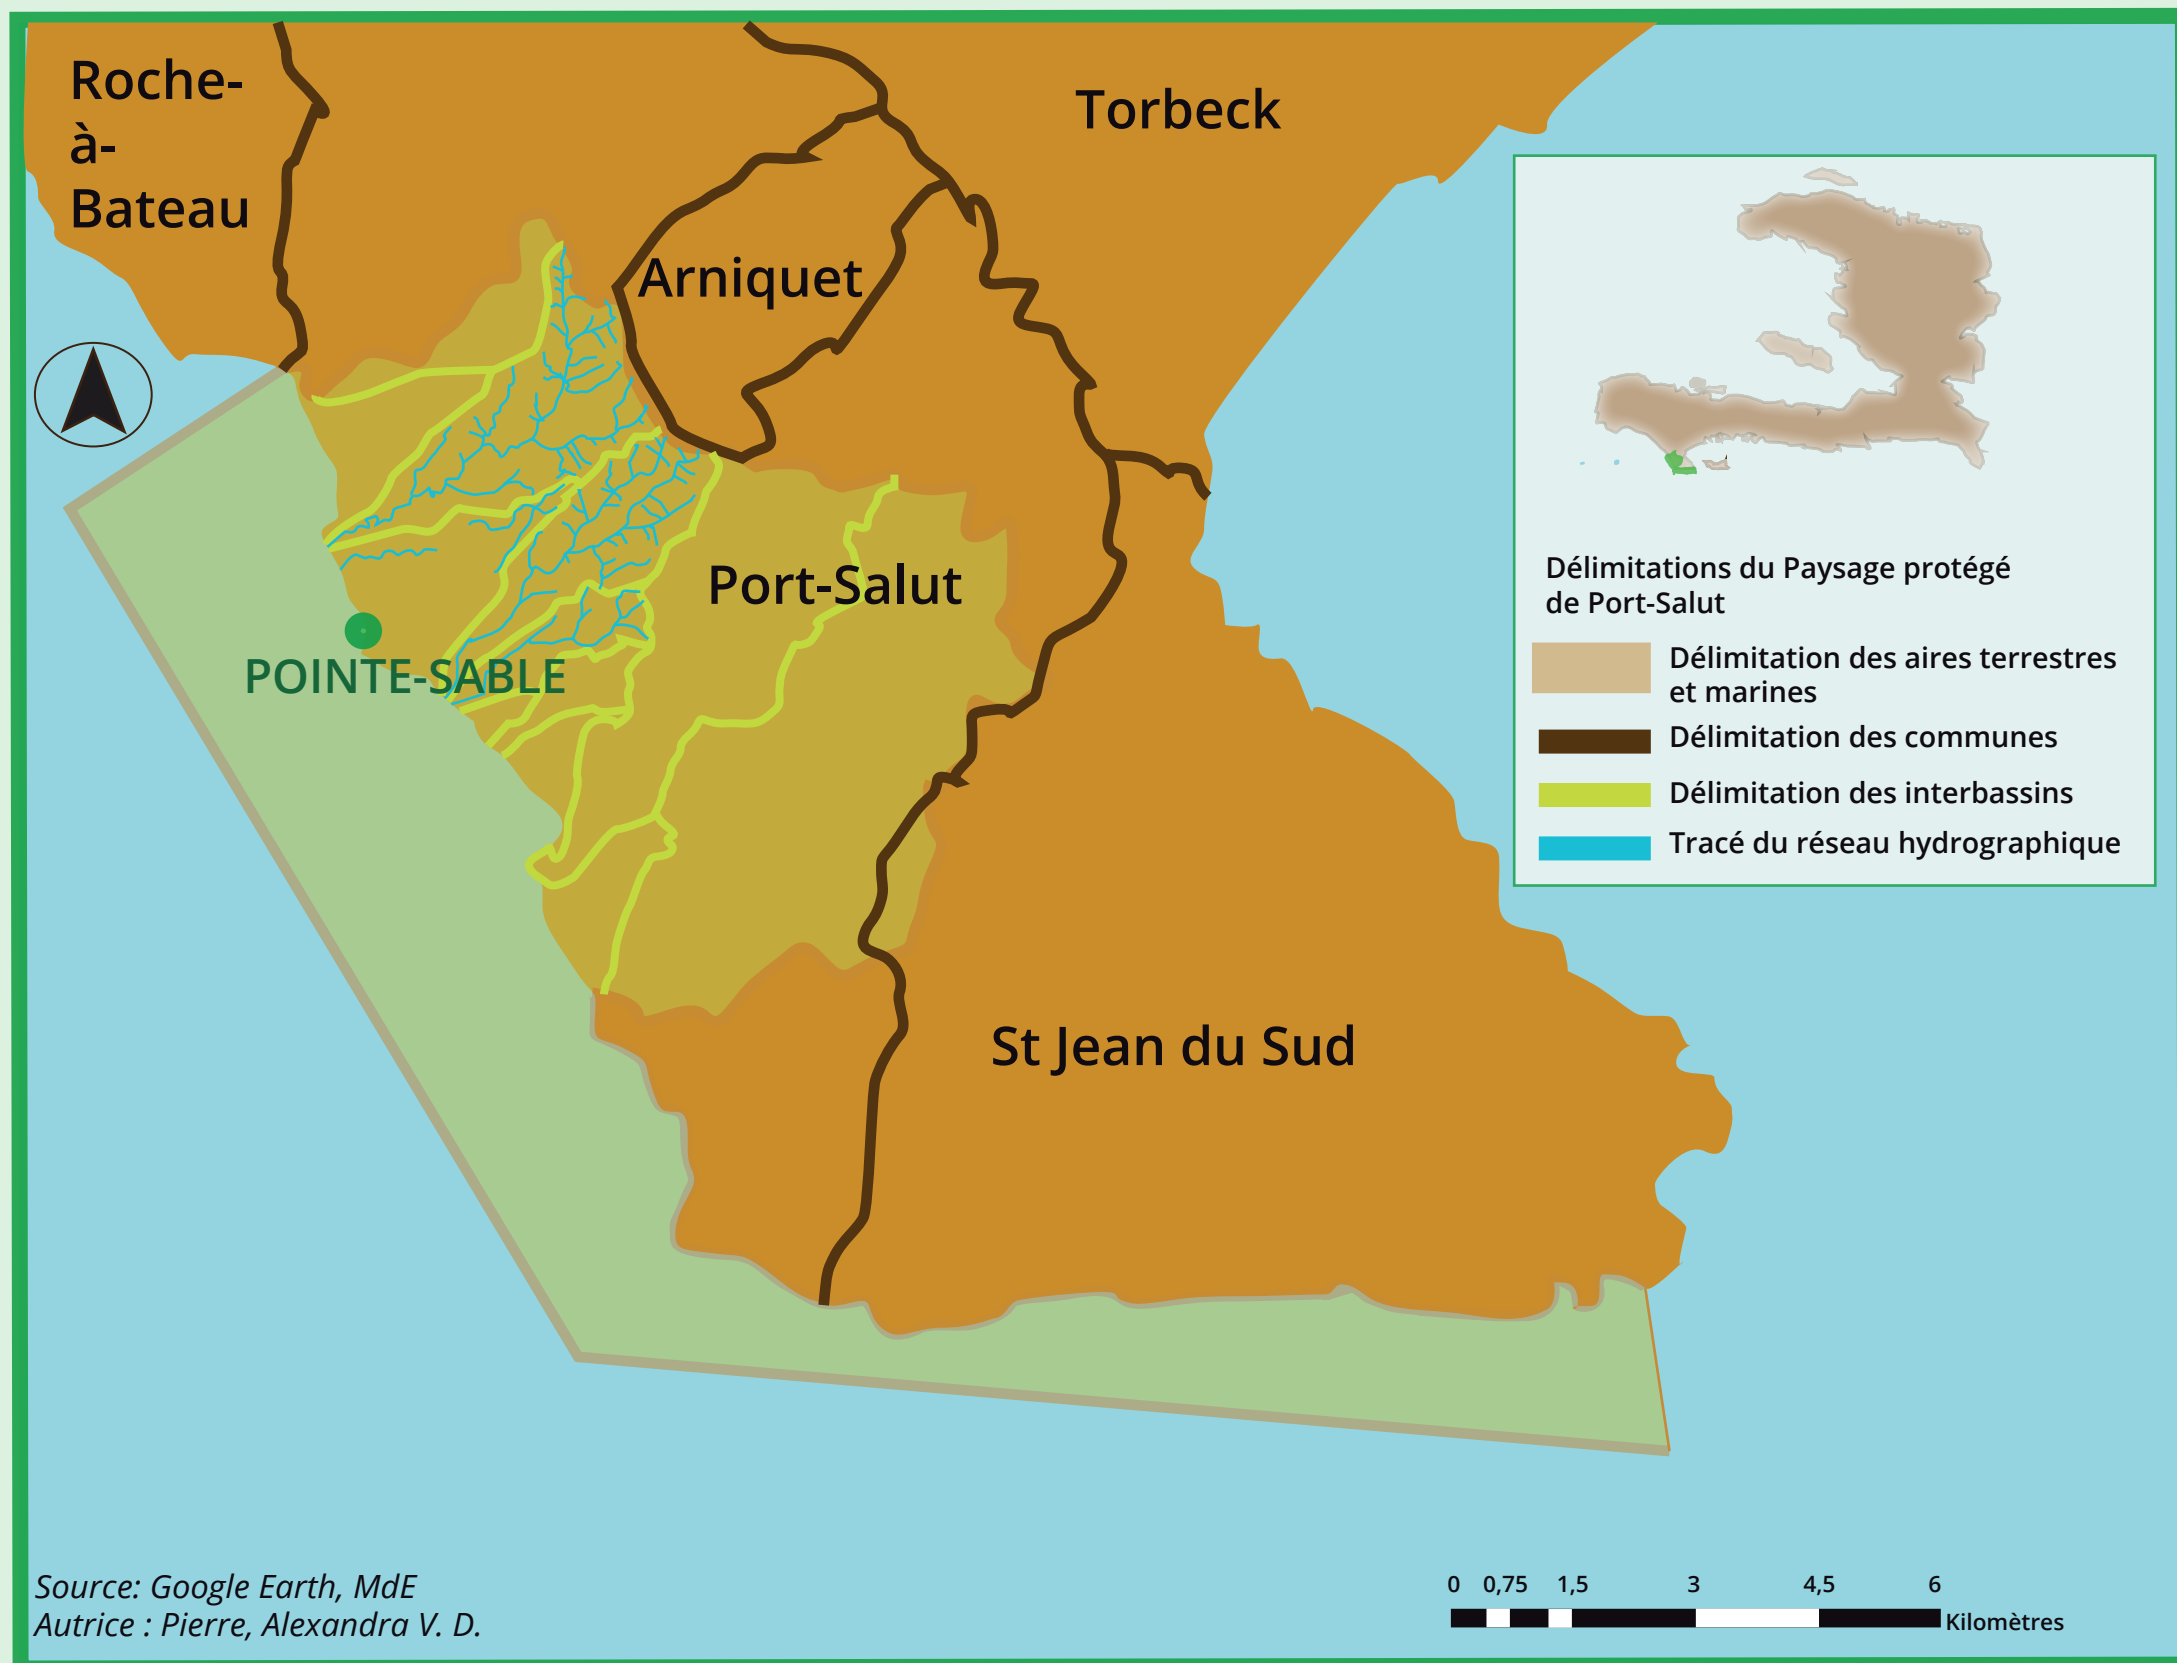 Roche-
à-
Bateau
Torbeck
Arniquet
Port-Salut
POINTE-SABLE
St Jean du Sud
Délimitations du Paysage protégé
de Port-Salut
Délimitation des aires terrestres
et marines
Délimitation des communes
Délimitation des interbassins
Tracé du réseau hydrographique
Source: Google Earth, MdE
Autrice : Pierre, Alexandra V. D.
0 0,75 1,5 3 4,5 6
Kilomètres